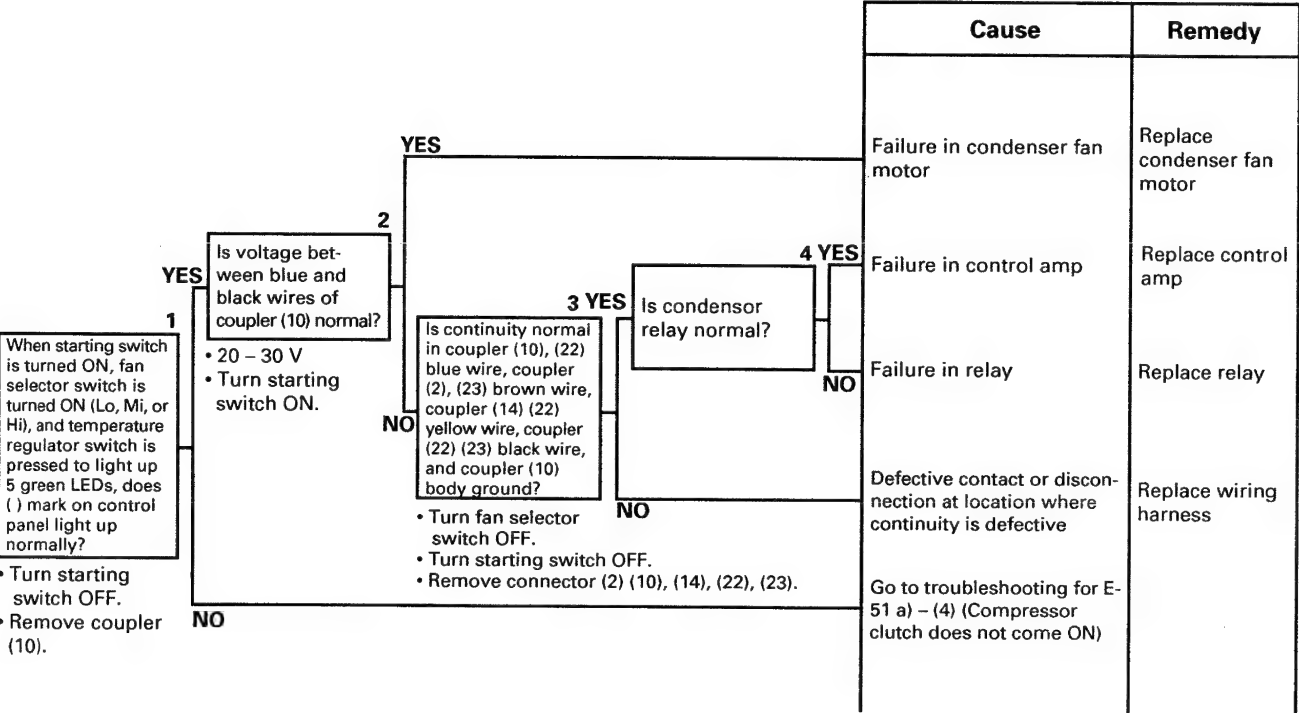 Cause
Remedy
YES
Failure in condenser fan
motor
Replace
condenser fan
motor
2
Is voltage bet-
ween blue and
black wires of
coupler (10) normal?
YES
• 20 – 30 V
• Turn starting
switch ON.
4 YES
Failure in control amp
Replace control
amp
3 YES
Is condensor
relay normal?
1
When starting switch
is turned ON, fan
selector switch is
turned ON (Lo, Mi, or
Hi), and temperature
regulator switch is
pressed to light up
5 green LEDs, does
( ) mark on control
panel light up
normally?
• Turn starting
switch OFF.
• Remove coupler
(10).
Is continuity normal
in coupler (10), (22)
blue wire, coupler
(2), (23) brown wire,
coupler (14) (22)
yellow wire, coupler
(22) (23) black wire,
and coupler (10)
body ground?
NO
NO
Failure in relay
Replace relay
• Turn fan selector
switch OFF.
• Turn starting switch OFF.
• Remove connector (2) (10), (14), (22), (23).
NO
Defective contact or discon-
nection at location where
continuity is defective
Replace wiring
harness
NO
Go to troubleshooting for E-
51 a) – (4) (Compressor
clutch does not come ON)